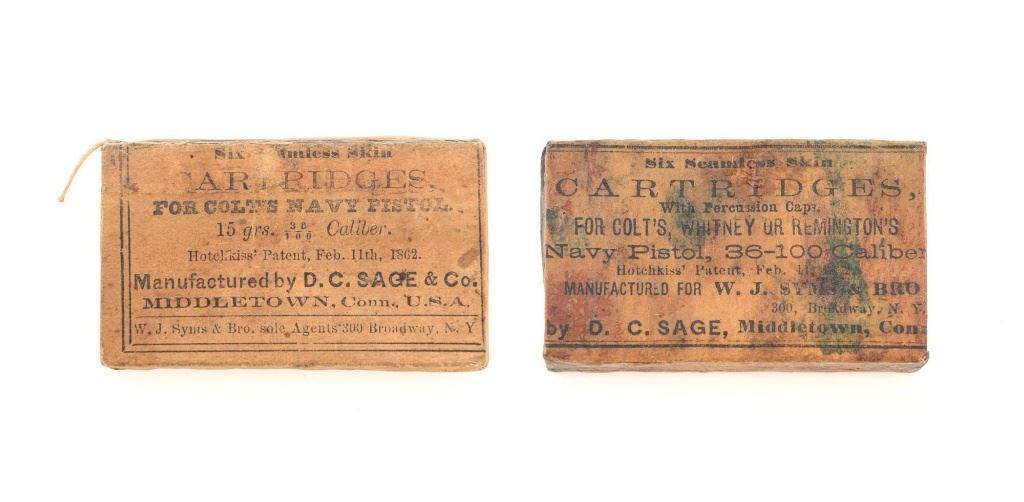 Six Skin
CARTRIDGES,
FOR COLT'S NAVY PISTOL.
15 grs. 36/100 Caliber.
Hotchkiss' Patent, Feb. 11th, 1862.
Manufactured by D. C. SAGE & Co.
MIDDLETOWN, Conn., U.S.A.
W. J. Syms & Bro. sole Agents 300 Broadway, N. Y
Six Seamless Skin
CARTRIDGES,
With Percussion Caps.
FOR COLT'S, WHITNEY OR REMINGTON'S
Navy Pistol, 36-100 Caliber
Hotchkiss' Patent, Feb. 11
MANUFACTURED FOR W. J. SYMS & BRO
300, Broadway, N. Y.
by D. C. SAGE, Middletown, Conn